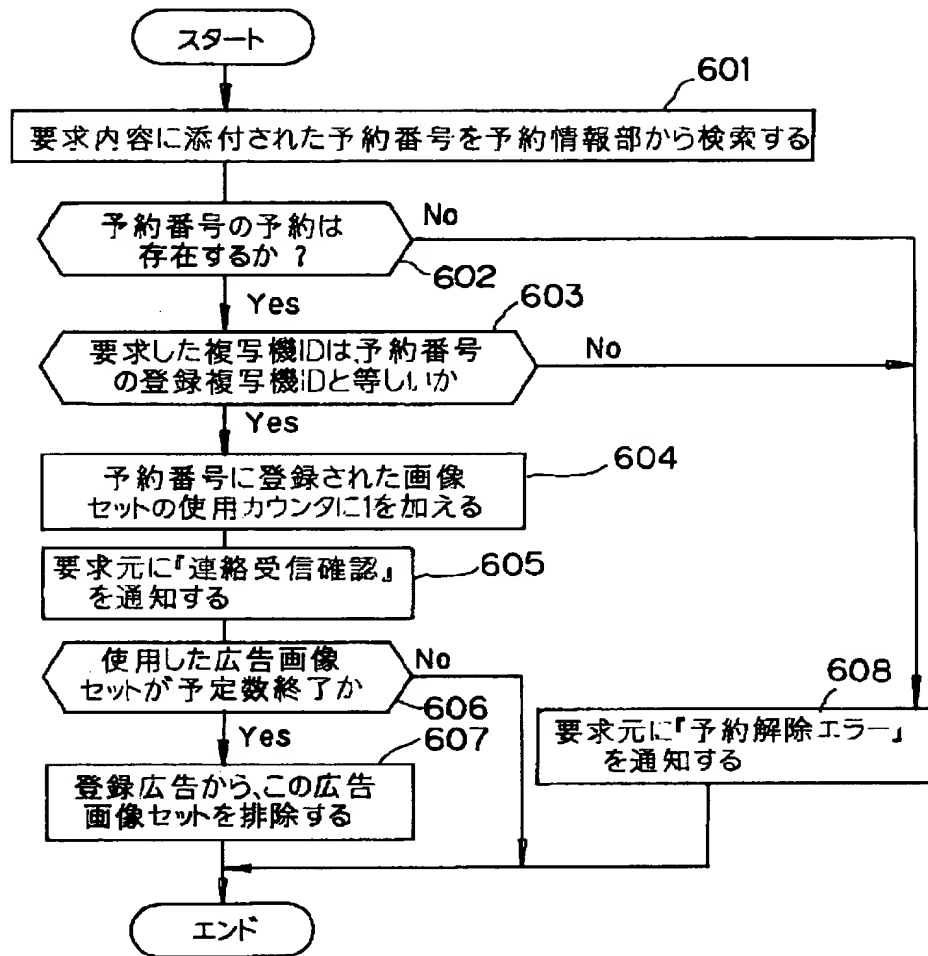 スタート
601
要求内容に添付された予約番号を予約情報部から検索する
予約番号の予約は
存在するか ?
No
602
Yes
603
要求した複写機IDは、予約番号
の登録複写機IDと等しいか
No
Yes
604
予約番号に登録された画像
セットの使用カウンタに1を加える
605
要求元に『連絡受信確認』
を通知する
使用した広告画像
セットが予定数終了か
No
606
Yes
607
登録広告から、この広告
画像セットを排除する
608
要求元に『予約解除エラー』
を通知する
エンド